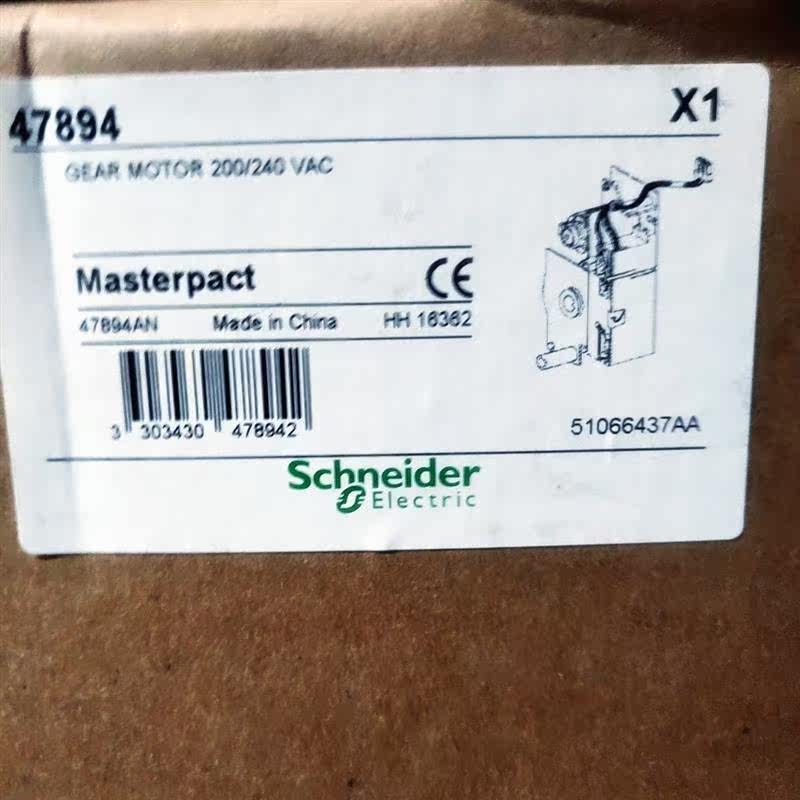 47894
X1
GEAR MOTOR 200/240 VAC
Masterpact
CE
47894AN Made in China HH 16362
3 303430 478942
51066437AA
Schneider
Electric